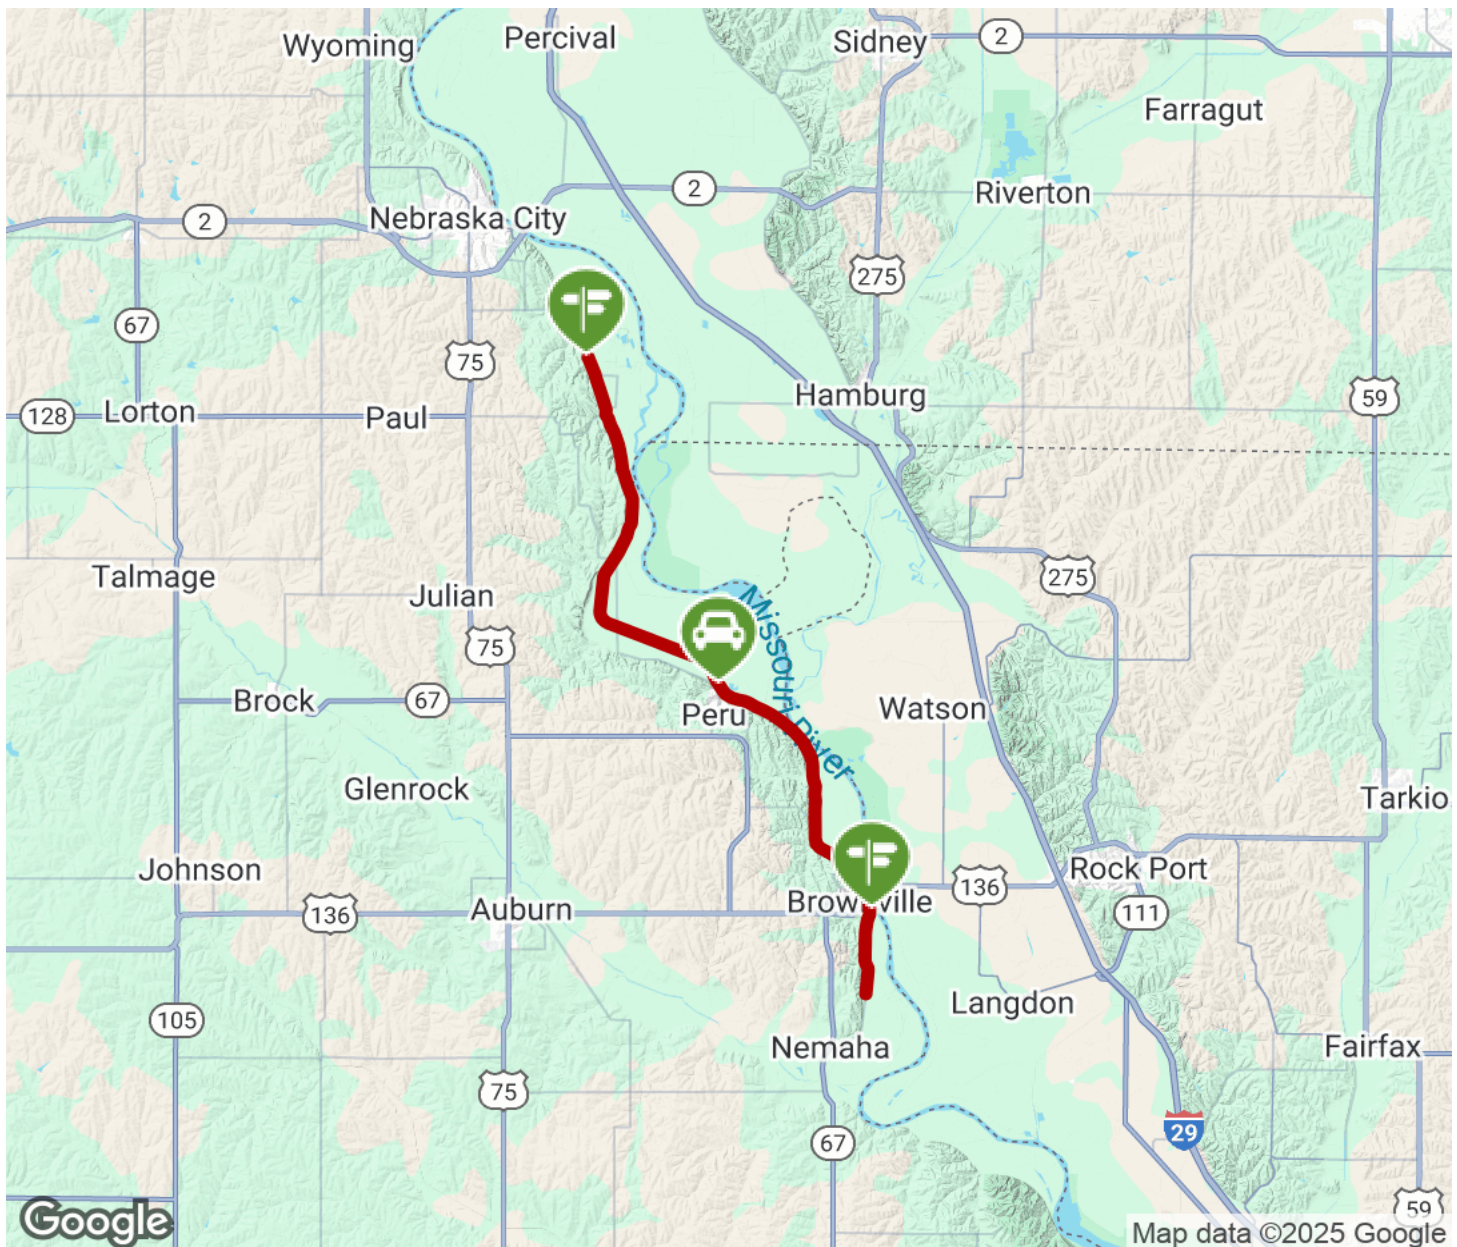 Wyoming
Percival
Sidney
2
Farragut
2
Riverton
2
Nebraska City
275
67
75
Hamburg
59
128
Lorton
Paul
Talmage
Julian
275
75
Missouri River
Brock
67
Peru
Watson
Glenrock
Tarkio
Johnson
Rock Port
136
Brow ville
136
Auburn
111
105
Langdon
Nemaha
Fairfax
75
29
67
59
Google
Map data ©2025 Google